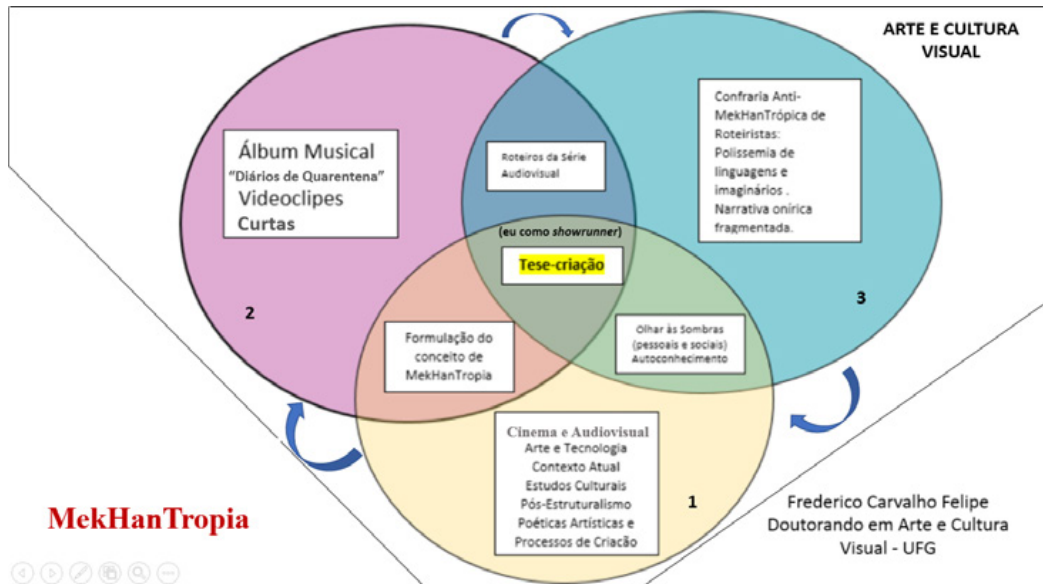 ARTE E CULTURA
VISUAL
Álbum Musical
“Diários de Quarentena”
Videoclipes
Curtas
2
Roteiros da Série
Audiovisual
Confraria Anti-
MekHanTrópica de
Roteiristas:
Polissemia de
linguagens e
imaginários .
Narrativa onírica
fragmentada.
3
(eu como showrunner)
Tese-criação
Formulação do
conceito de
MekHanTropia
Olhar às Sombras
(pessoais e sociais)
Autoconhecimento
Cinema e Audiovisual
Arte e Tecnologia
Contexto Atual
Estudos Culturais
Pós-Estruturalismo
Poéticas Artísticas e
Processos de Criação
1
MekHanTropia
Frederico Carvalho Felipe
Doutorando em Arte e Cultura
Visual - UFG